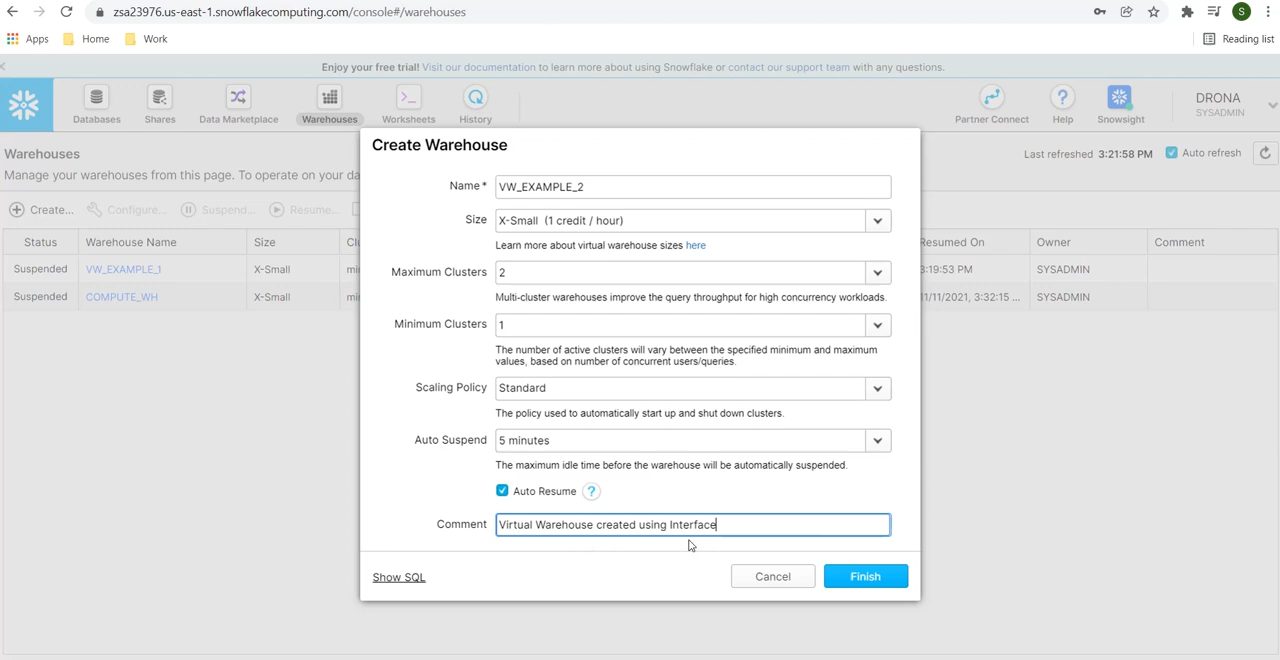 zsa23976.us-east-1.snowflakecomputing.com/console#/warehouses
S
Apps Home Work Reading list
Enjoy your free trial! Visit our documentation to learn more about using Snowflake or contact our support team with any questions.
Databases Shares Data Marketplace Warehouses Worksheets History Partner Connect Help Snowsight
DRONA
SYSADMIN
Warehouses
Last refreshed 3:21:58 PM Auto refresh
Manage your warehouses from this page. To operate on your da
Create... Configure... Suspend... Resume...
Status Warehouse Name Size Clu Resumed On Owner Comment
Suspended VW_EXAMPLE_1 X-Small min 3:19:53 PM SYSADMIN
Suspended COMPUTE_WH X-Small min 11/11/2021, 3:32:15 ... SYSADMIN
Create Warehouse
Name * VW_EXAMPLE_2
Size X-Small (1 credit / hour)
Learn more about virtual warehouse sizes here
Maximum Clusters 2
Multi-cluster warehouses improve the query throughput for high concurrency workloads.
Minimum Clusters 1
The number of active clusters will vary between the specified minimum and maximum
values, based on number of concurrent users/queries.
Scaling Policy Standard
The policy used to automatically start up and shut down clusters.
Auto Suspend 5 minutes
The maximum idle time before the warehouse will be automatically suspended.
Auto Resume ?
Comment Virtual Warehouse created using Interface
Show SQL Cancel Finish